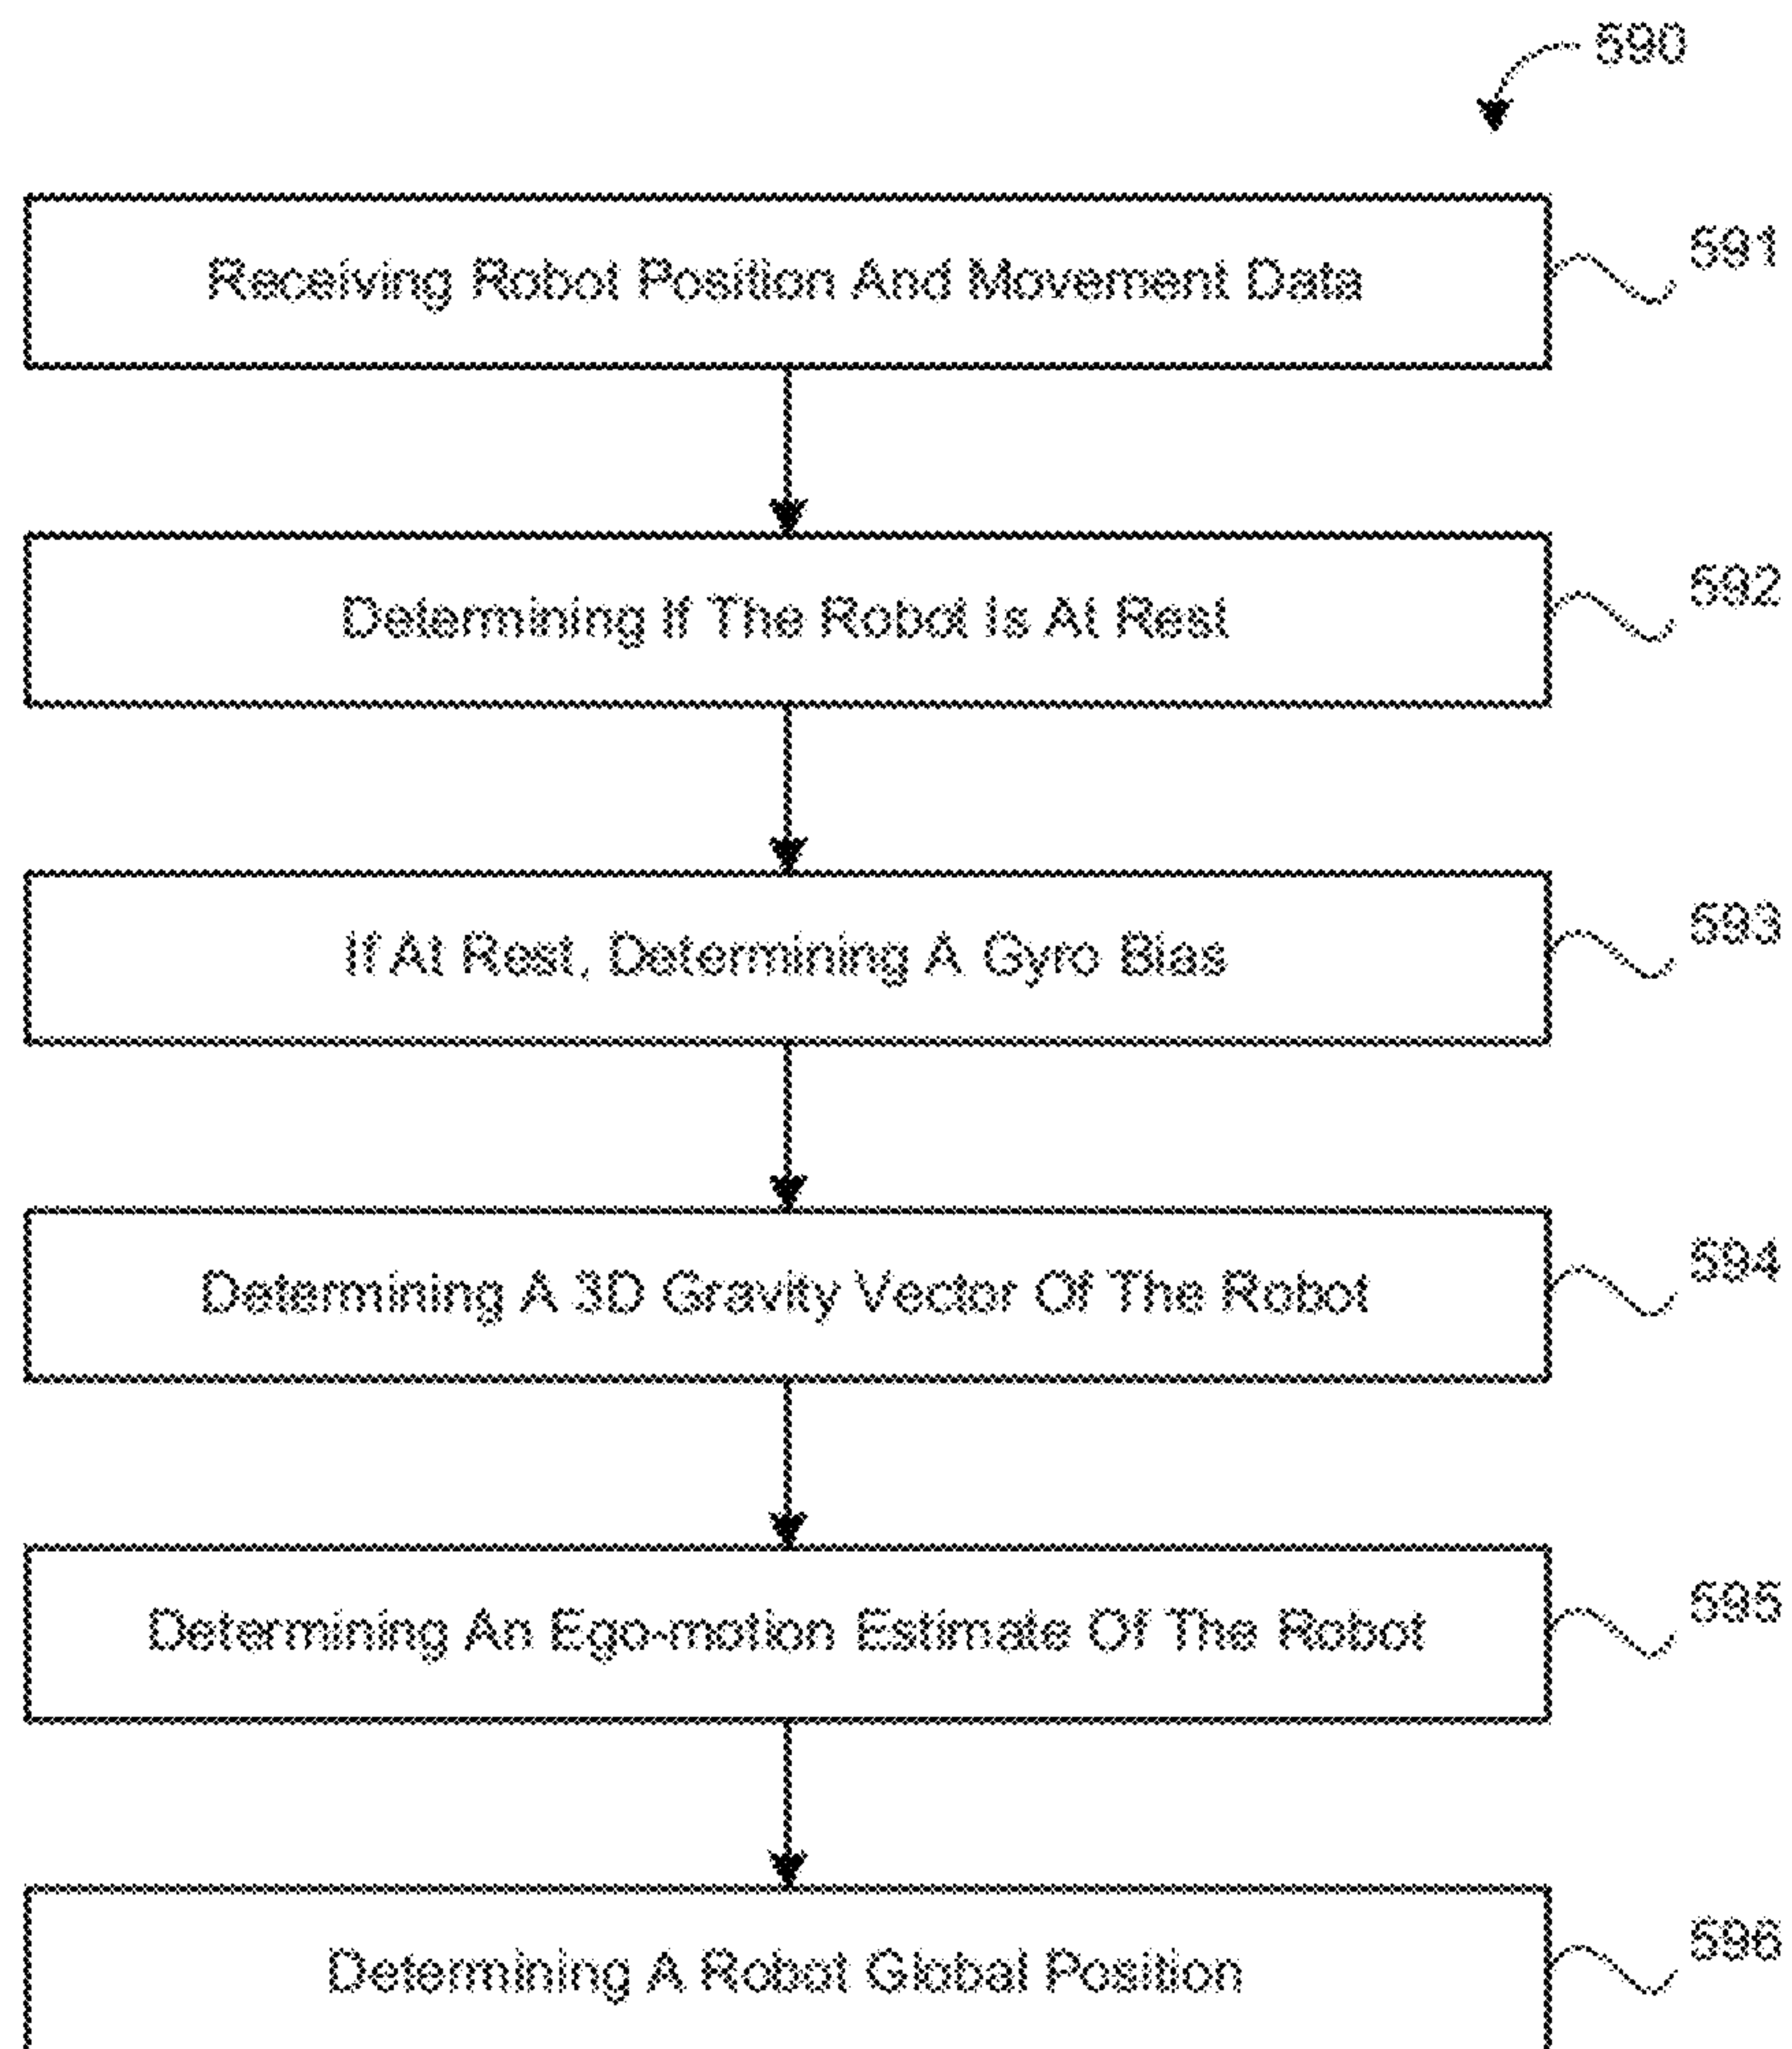 590
Receiving Robot Position And Movement Data
591
Determining If The Robot Is At Rest
592
If At Rest, Determining A Gyro Bias
593
Determining A 3D Gravity Vector Of The Robot
594
Determining An Ego-motion Estimate Of The Robot
595
Determining A Robot Global Position
596